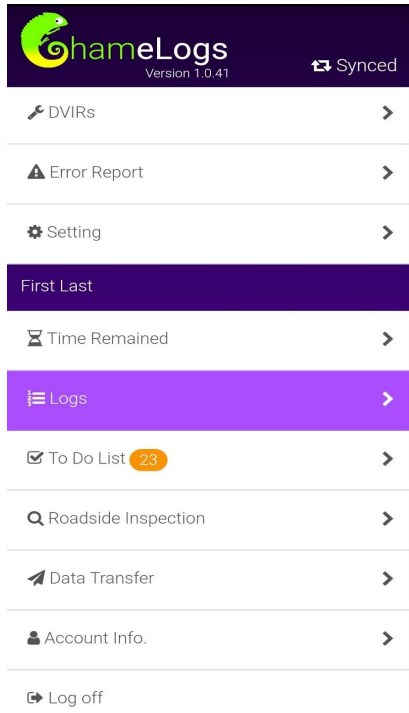 ChameLogs
Version 1.0.41
Synced
DVIRs
Error Report
Setting
First Last
Time Remained
Logs
To Do List 23
Roadside Inspection
Data Transfer
Account Info.
Log off